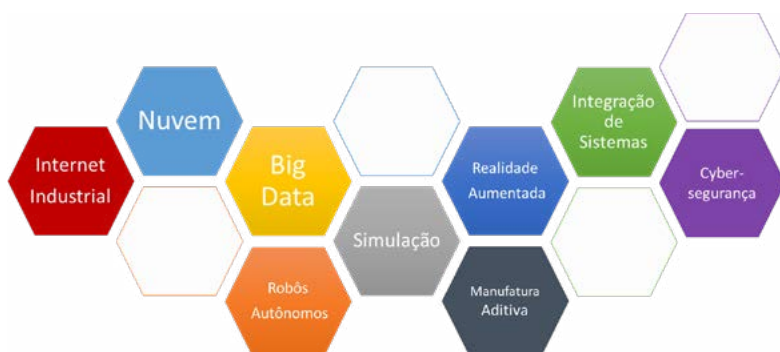 Internet
Industrial
Nuvem
Big
Data
Robôs
Autônomos
Simulação
Realidade
Aumentada
Manufatura
Aditiva
Integração
de
Sistemas
Cyber-
segurança